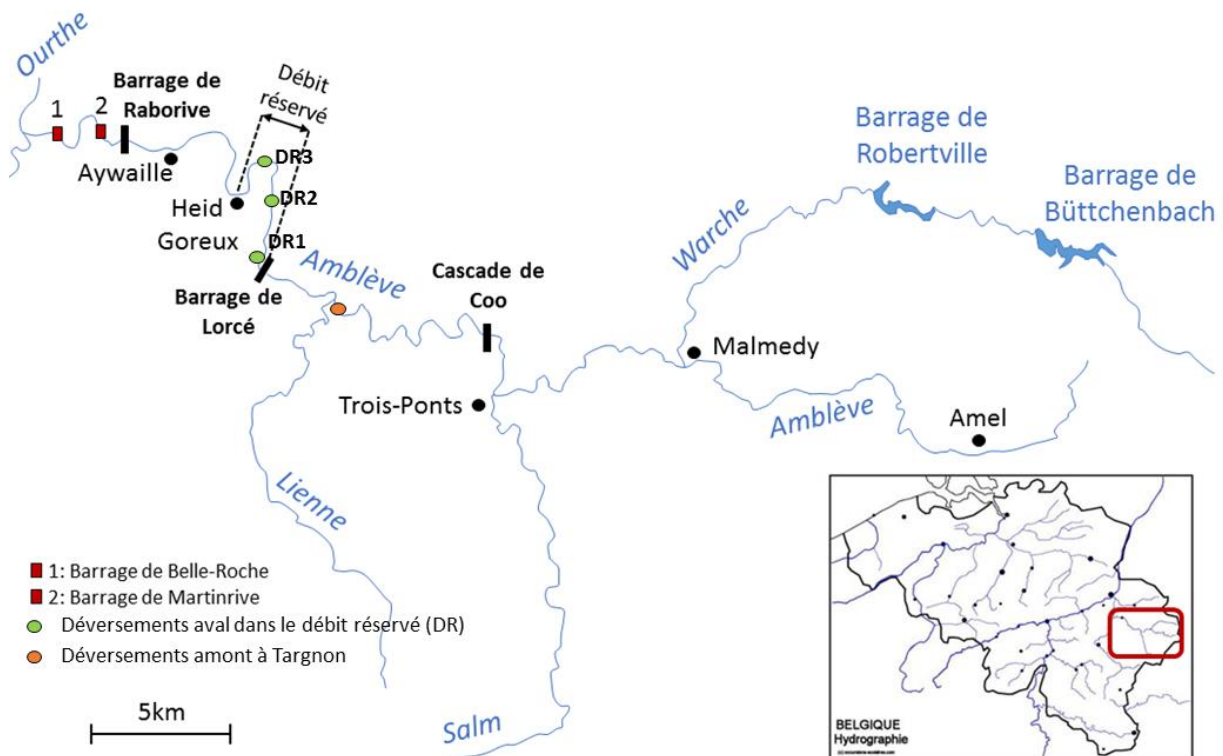 Ourthe
1
2
Barrage de
Raborive
Débit
réservé
Aywaille
DR3
DR2
Heid
Goreux
DR1
Barrage de
Lorcé
Amblève
Cascade de
Coo
Trois-Ponts
Lienne
Salm
Warche
Malmedy
Amblève
Amel
Barrage de
Robertville
Barrage de
Büttchenbach
1: Barrage de Belle-Roche
2: Barrage de Martinrive
Déversements aval dans le débit réservé (DR)
Déversements amont à Targnon
5km
BELGIQUE
Hydrographie